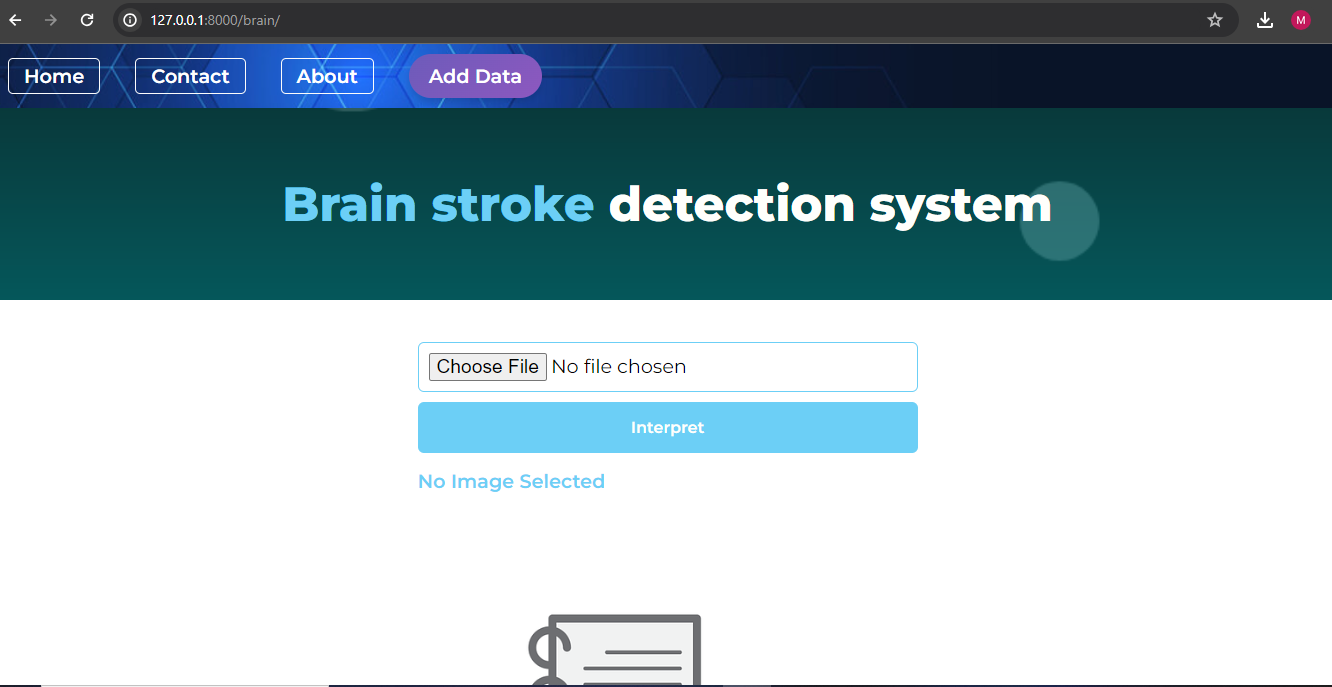 127.0.0.1:8000/brain/
M
Home Contact About Add Data
Brain stroke detection system
Choose File No file chosen
Interpret
No Image Selected